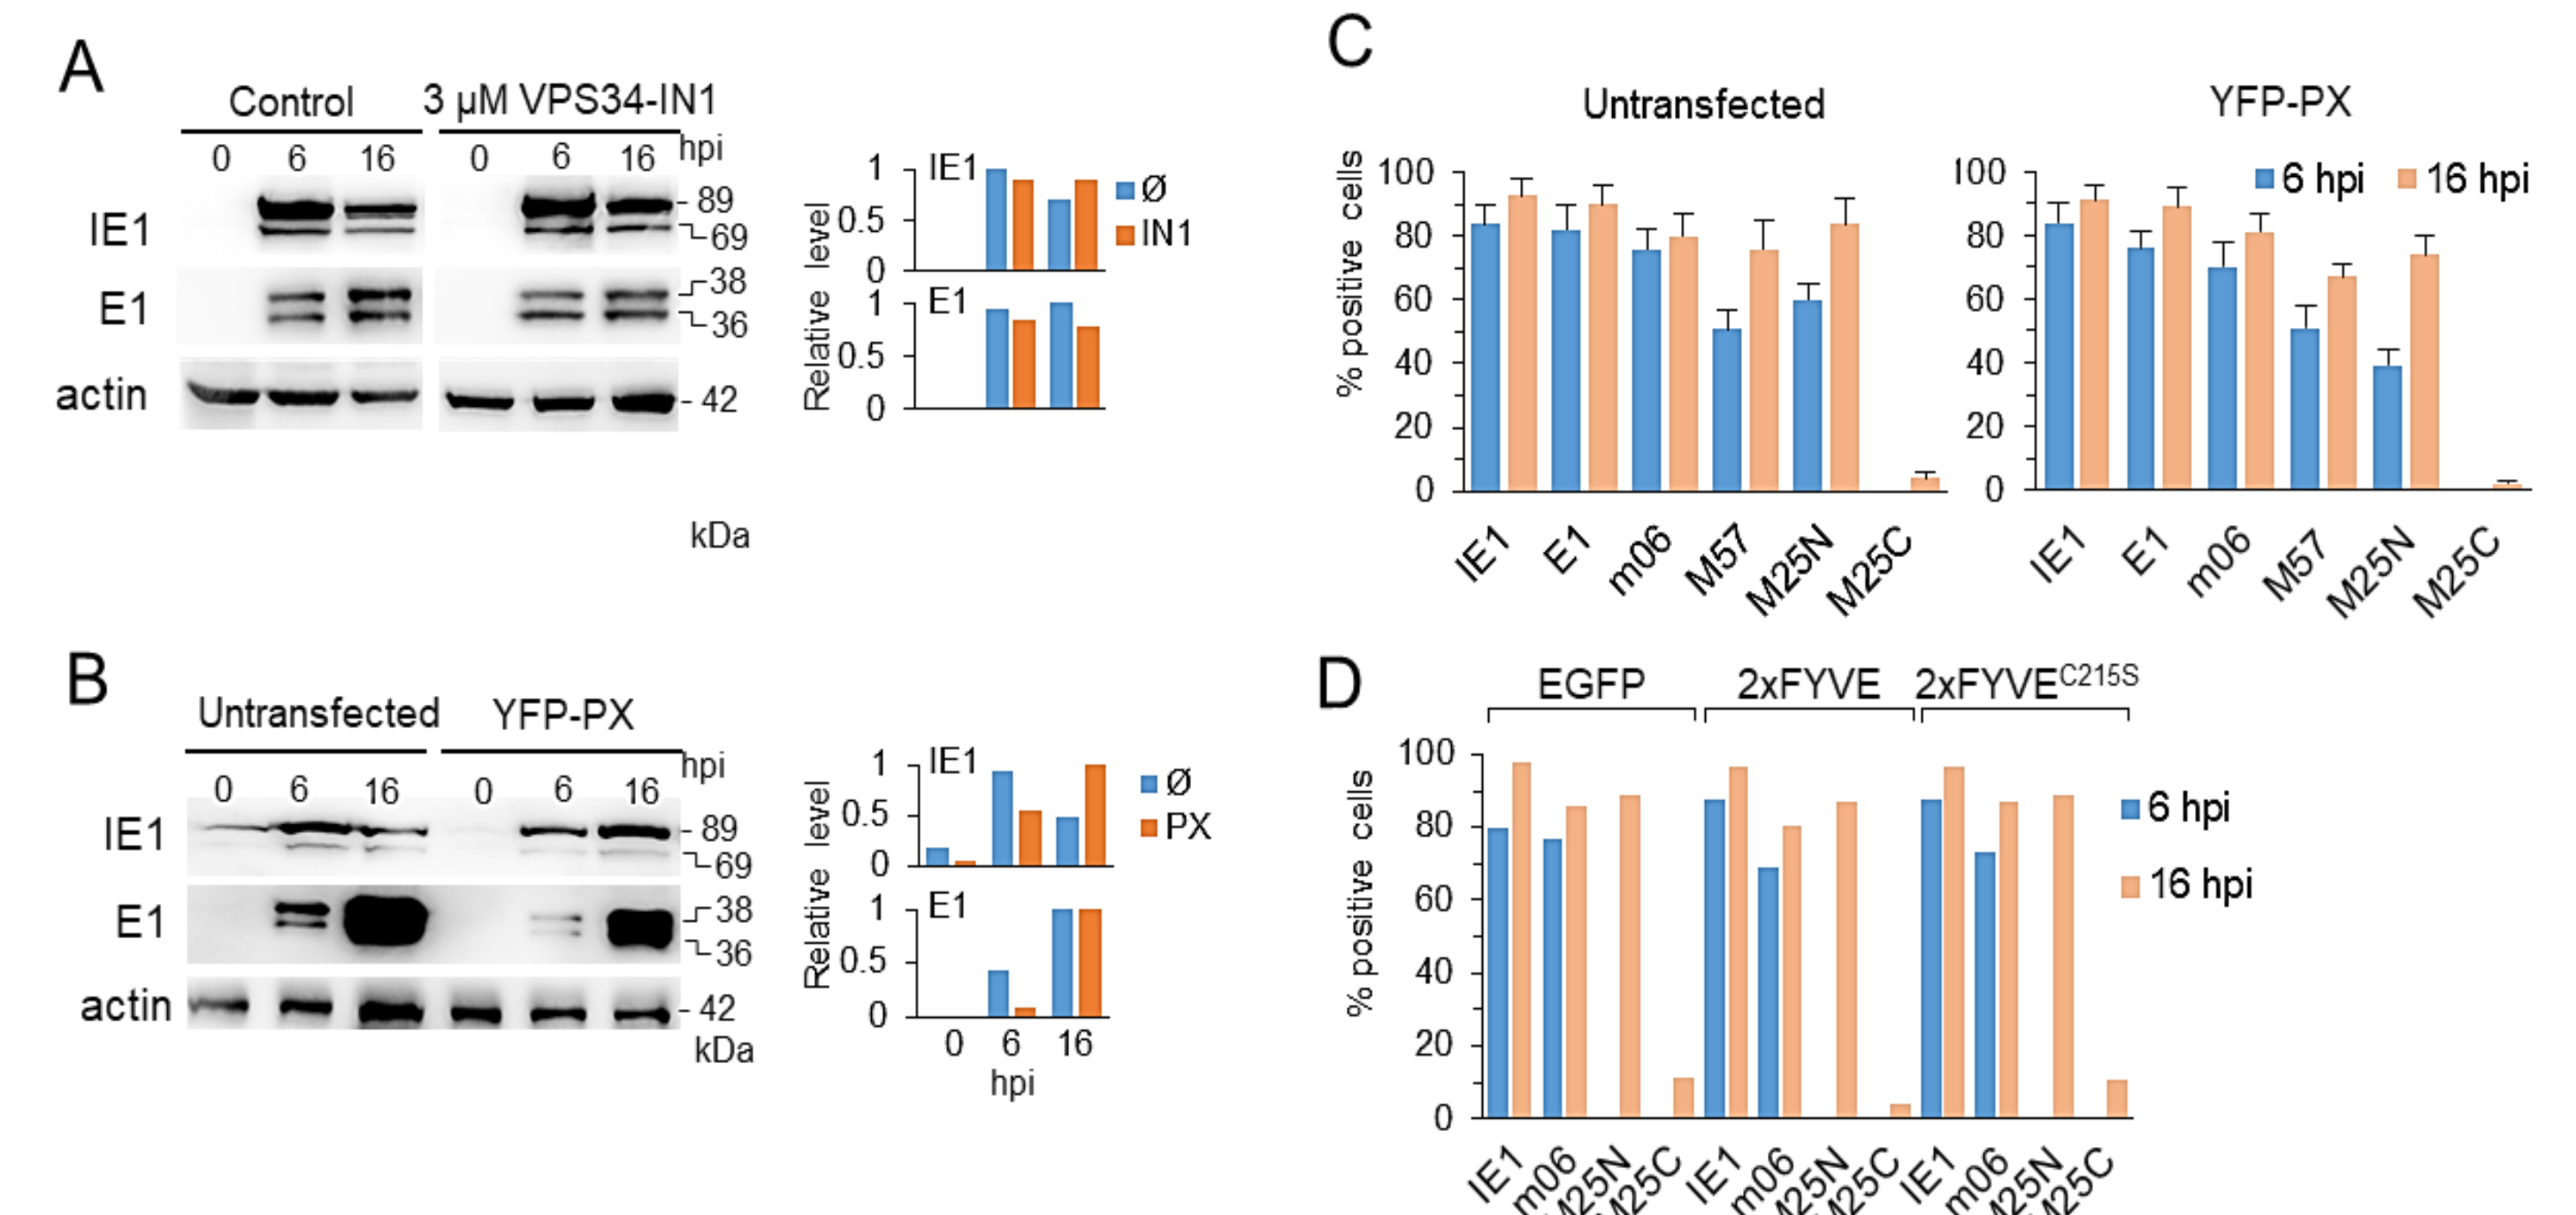 A
Control
3 µM VPS34-IN1
0 6 16 0 6 16 hpi
IE1
89
69
E1
38
36
actin
42
kDa
Relative level
1
0.5
0
IE1
1
0.5
0
E1
Ø
IN1
B
Untransfected
YFP-PX
0 6 16 0 6 16 hpi
IE1
89
69
E1
38
36
actin
42
kDa
Relative level
1
0.5
0
IE1
1
0.5
0
E1
0 6 16
hpi
Ø
PX
C
Untransfected
% positive cells
100
80
60
40
20
0
IE1 E1 m06 M57 M25N M25C
YFP-PX
6 hpi 16 hpi
100
80
60
40
20
0
IE1 E1 m06 M57 M25N M25C
D
EGFP 2xFYVE 2xFYVE^C215S
% positive cells
100
80
60
40
20
0
6 hpi
16 hpi
IE1 m06 M25N M25C IE1 m06 M25N M25C IE1 m06 M25N M25C